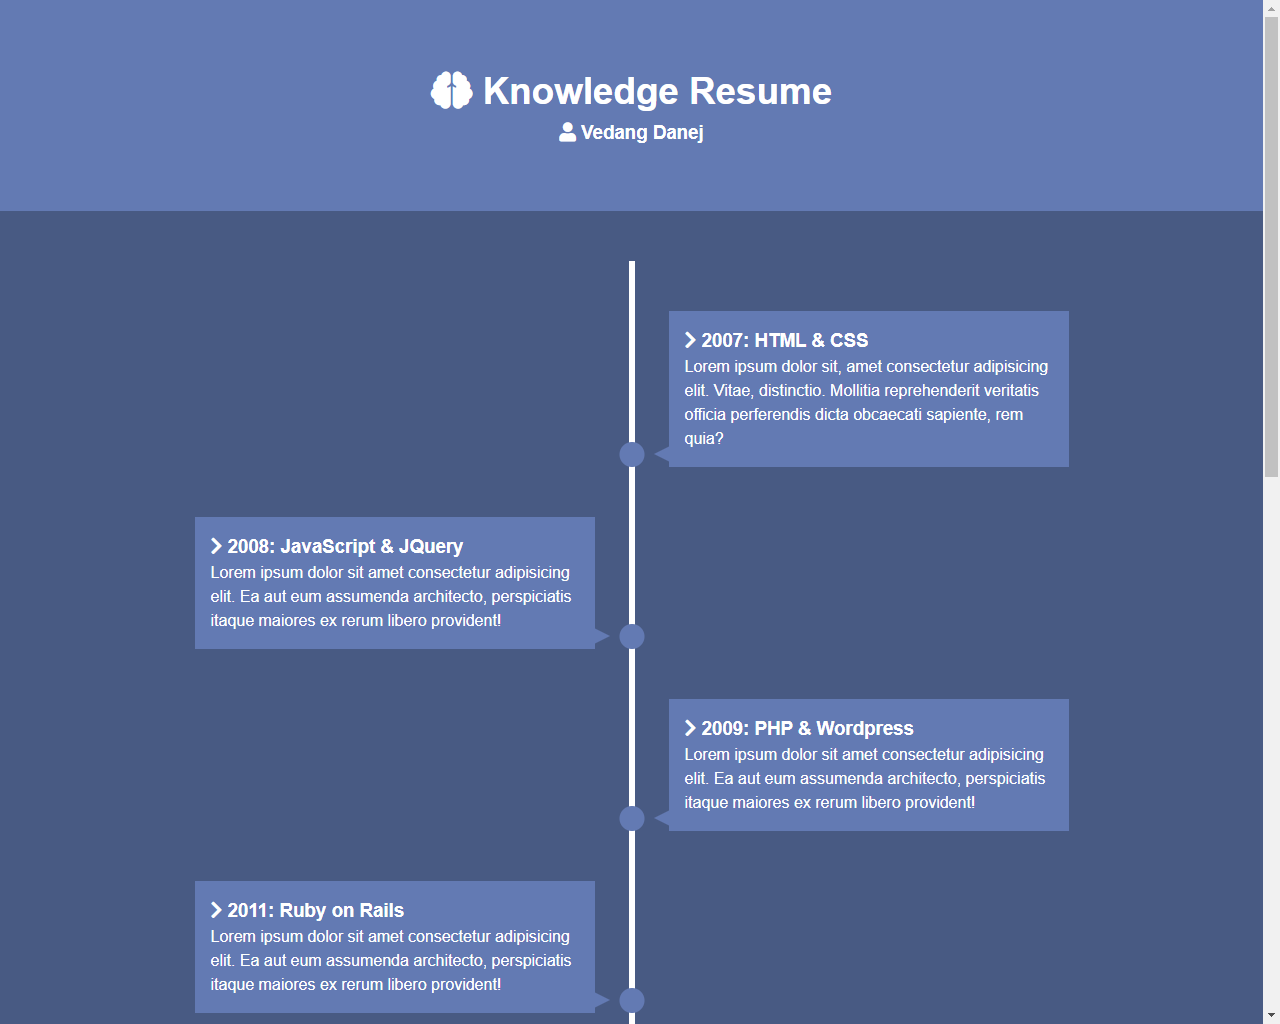 Knowledge Resume
Vedang Danej
2007: HTML & CSS
Lorem ipsum dolor sit, amet consectetur adipisicing
elit. Vitae, distinctio. Mollitia reprehenderit veritatis
officia perferendis dicta obcaecati sapiente, rem
quia?
2008: JavaScript & JQuery
Lorem ipsum dolor sit amet consectetur adipisicing
elit. Ea aut eum assumenda architecto, perspiciatis
itaque maiores ex rerum libero provident!
2009: PHP & Wordpress
Lorem ipsum dolor sit amet consectetur adipisicing
elit. Ea aut eum assumenda architecto, perspiciatis
itaque maiores ex rerum libero provident!
2011: Ruby on Rails
Lorem ipsum dolor sit amet consectetur adipisicing
elit. Ea aut eum assumenda architecto, perspiciatis
itaque maiores ex rerum libero provident!